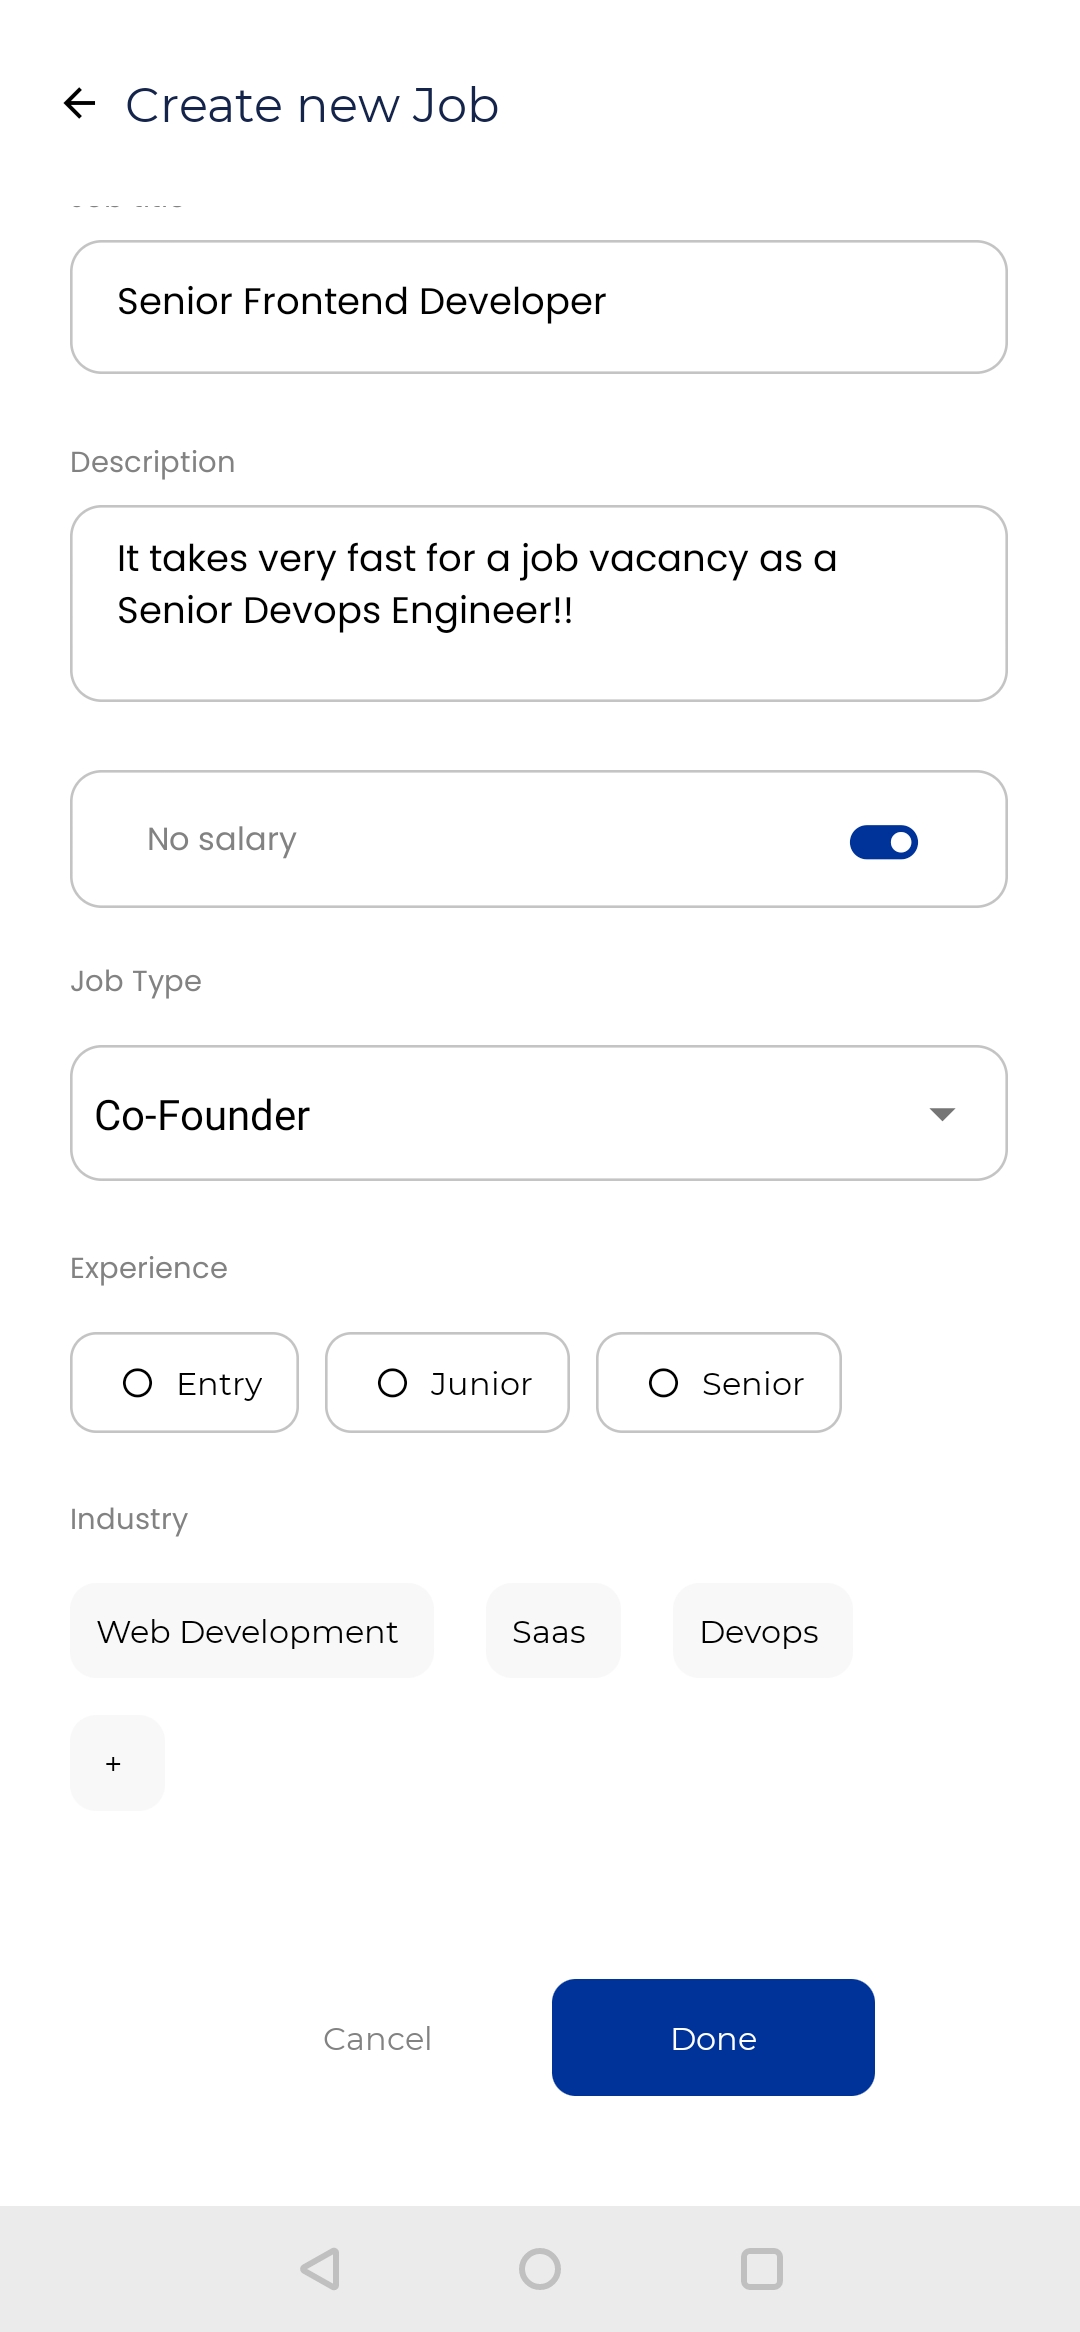 Create new Job
Senior Frontend Developer
Description
It takes very fast for a job vacancy as a
Senior Devops Engineer!!
No salary
Job Type
Co-Founder
Experience
Entry Junior Senior
Industry
Web Development Saas Devops
+
Cancel Done